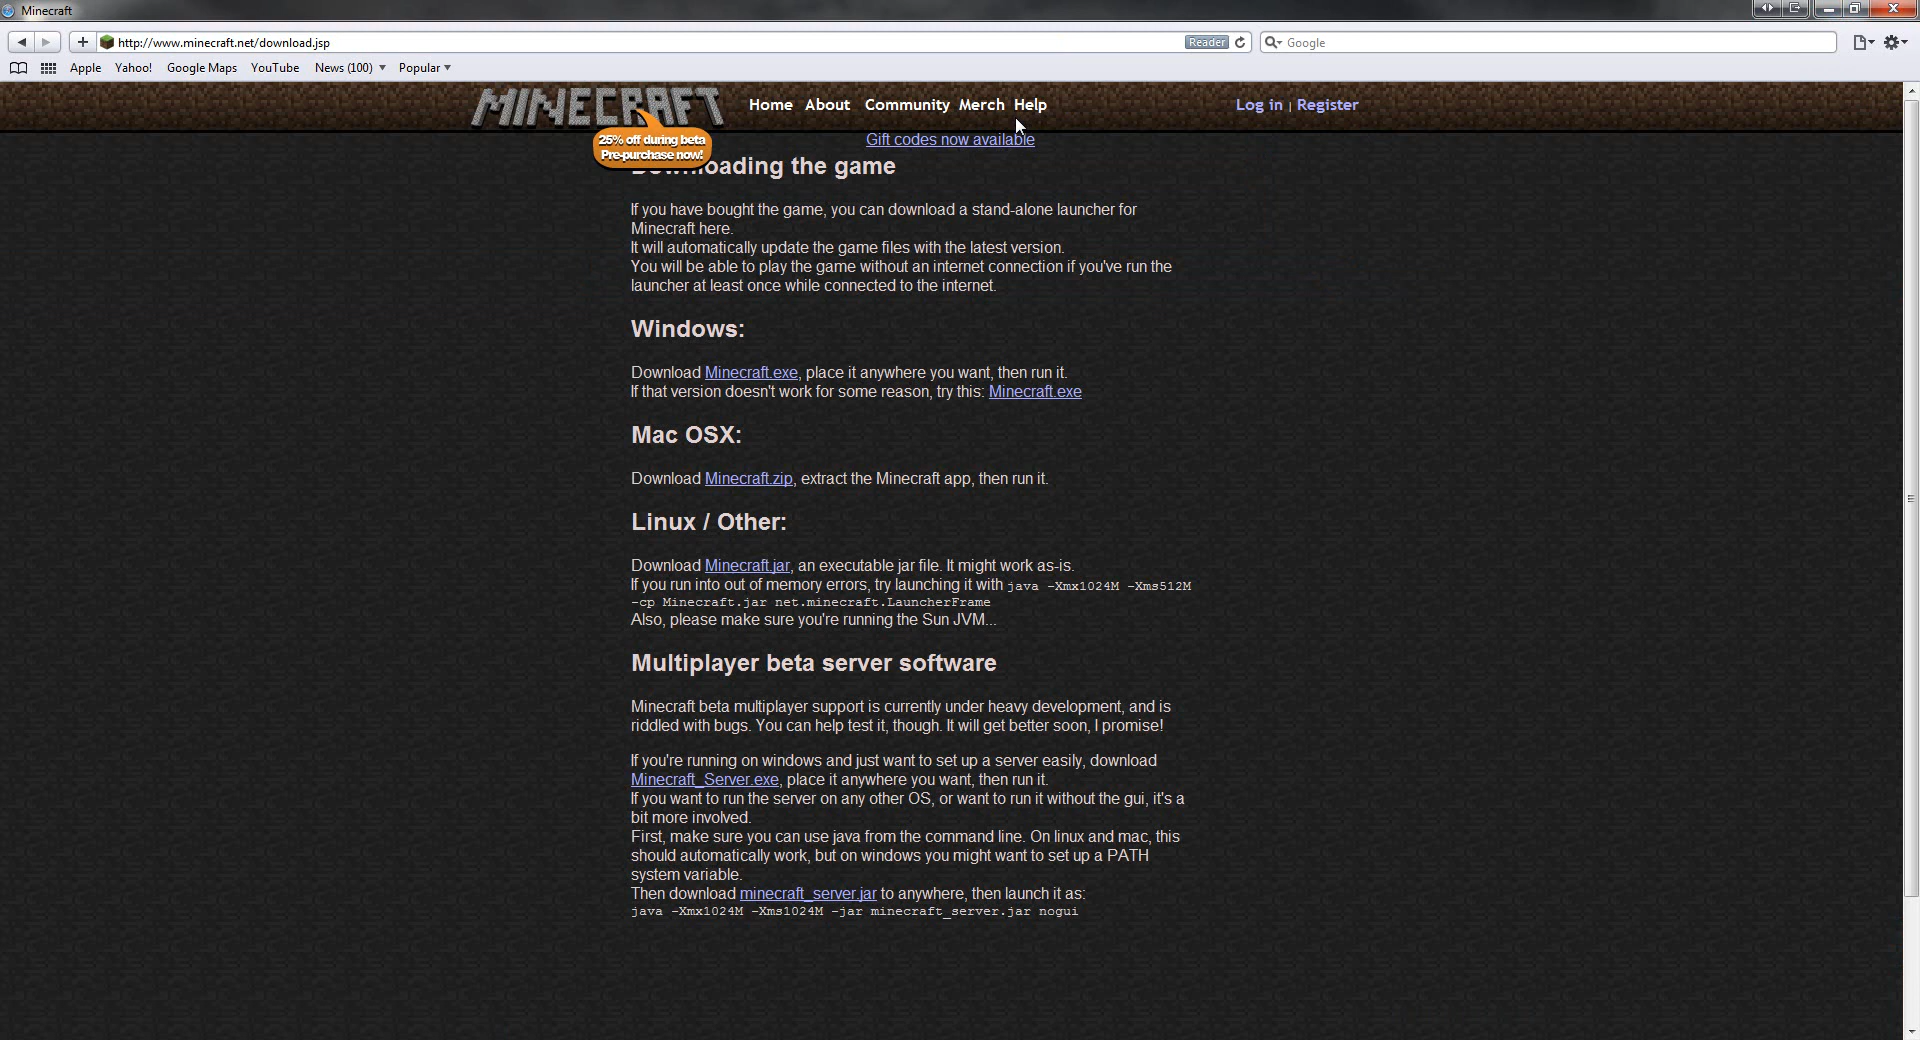 Minecraft
http://www.minecraft.net/download.jsp
Reader
Google
Apple Yahoo! Google Maps YouTube News (100) Popular
MINECRAFT
Home About Community Merch Help
Log in | Register
25% off during beta
Pre-purchase now!
Gift codes now available
Downloading the game
If you have bought the game, you can download a stand-alone launcher for
Minecraft here.
It will automatically update the game files with the latest version.
You will be able to play the game without an internet connection if you've run the
launcher at least once while connected to the internet.
Windows:
Download Minecraft.exe, place it anywhere you want, then run it.
If that version doesn't work for some reason, try this: Minecraft.exe
Mac OSX:
Download Minecraft.zip, extract the Minecraft app, then run it.
Linux / Other:
Download Minecraft.jar, an executable jar file. It might work as-is.
If you run into out of memory errors, try launching it with java -Xmx1024M -Xms512M
-cp Minecraft.jar net.minecraft.LauncherFrame
Also, please make sure you're running the Sun JVM...
Multiplayer beta server software
Minecraft beta multiplayer support is currently under heavy development, and is
riddled with bugs. You can help test it, though. It will get better soon, I promise!
If you're running on windows and just want to set up a server easily, download
Minecraft_Server.exe, place it anywhere you want, then run it.
If you want to run the server on any other OS, or want to run it without the gui, it's a
bit more involved.
First, make sure you can use java from the command line. On linux and mac, this
should automatically work, but on windows you might want to set up a PATH
system variable.
Then download minecraft_server.jar to anywhere, then launch it as:
java -Xmx1024M -Xms1024M -jar minecraft_server.jar nogui